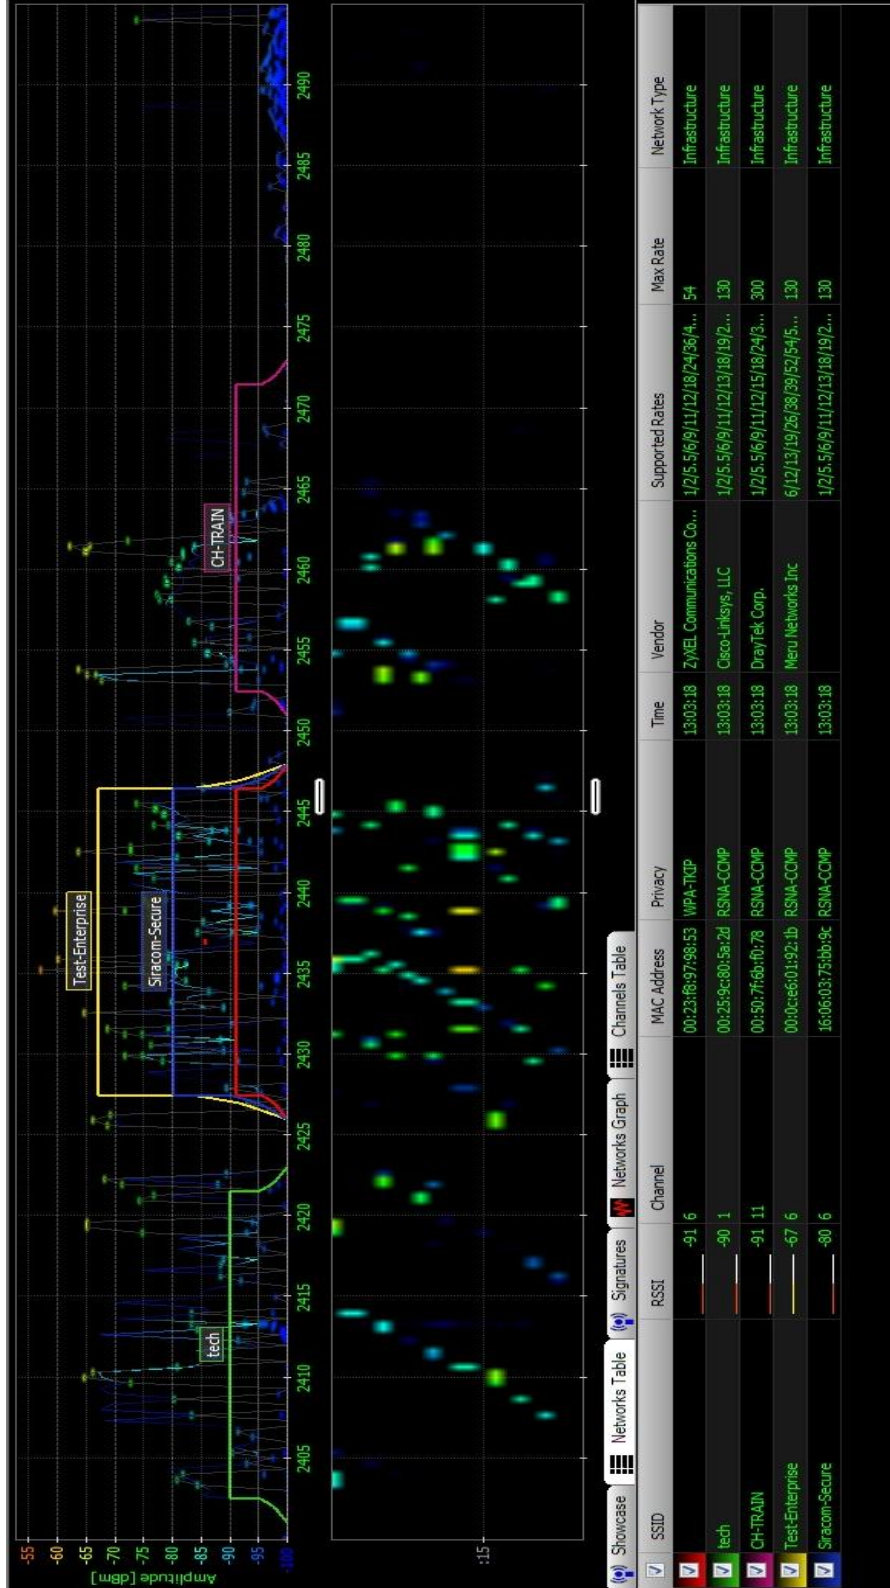 Amplitude [dBm]
-55
-60
-65
-70
-75
-80
-85
-90
-95
-100
Test-Enterprise
Siracom-Secure
tech
CH-TRAIN
2405 2410 2415 2420 2425 2430 2435 2440 2445 2450 2455 2460 2465 2470 2475 2480 2485 2490
:15
Showcase Networks Table Signatures Networks Graph Channels Table
SSID RSSI Channel MAC Address Privacy Time Vendor Supported Rates Max Rate Network Type
-91 6 00:23:f8:97:98:53 WPA-TKIP 13:03:18 ZyXEL Communications Co... 1/2/5.5/6/9/11/12/18/24/36/4... 54 Infrastructure
tech -90 1 00:25:9c:80:5a:2d RSNA-CCMP 13:03:18 Cisco-Linksys, LLC 1/2/5.5/6/9/11/12/13/18/19/2... 130 Infrastructure
CH-TRAIN -91 11 00:50:7f:6b:f0:78 RSNA-CCMP 13:03:18 DrayTek Corp. 1/2/5.5/6/9/11/12/15/18/24/3... 300 Infrastructure
Test-Enterprise -67 6 00:0c:e6:01:92:1b RSNA-CCMP 13:03:18 Meru Networks Inc 6/12/13/19/26/38/39/52/54/5... 130 Infrastructure
Siracom-Secure -80 6 16:06:03:75:bb:9c RSNA-CCMP 13:03:18 1/2/5.5/6/9/11/12/13/18/19/2... 130 Infrastructure